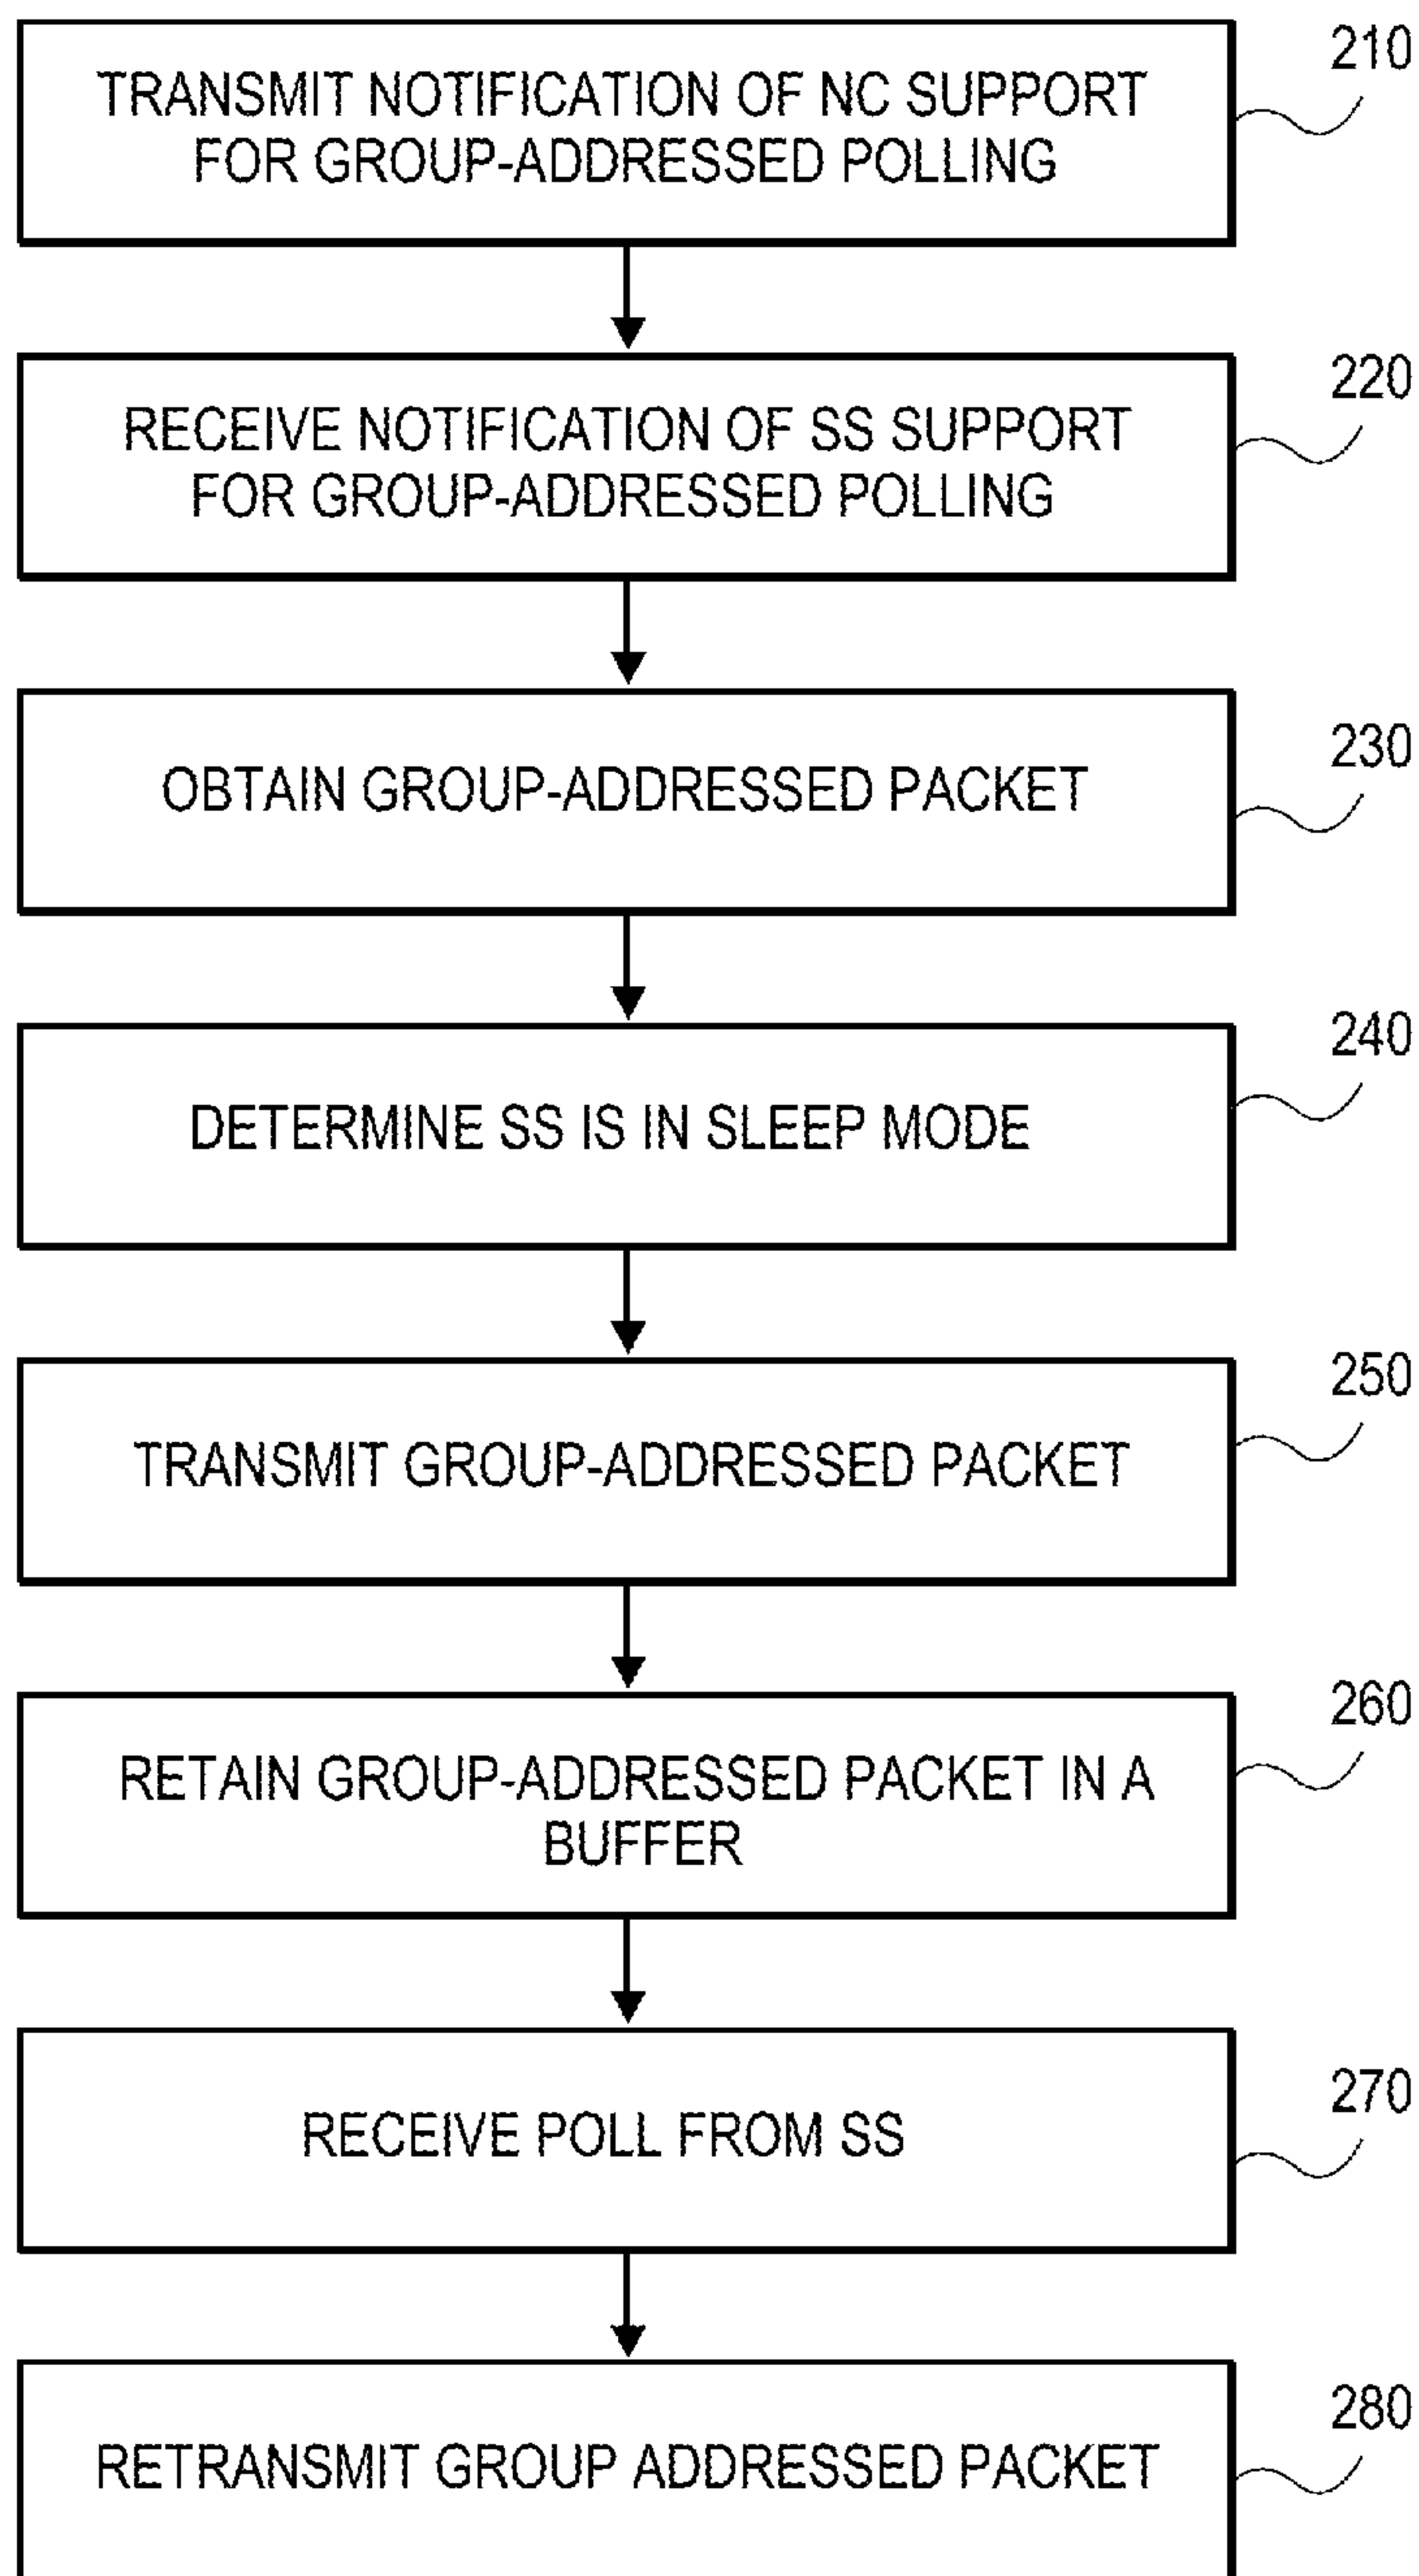 210
TRANSMIT NOTIFICATION OF NC SUPPORT
FOR GROUP-ADDRESSED POLLING
220
RECEIVE NOTIFICATION OF SS SUPPORT
FOR GROUP-ADDRESSED POLLING
230
OBTAIN GROUP-ADDRESSED PACKET
240
DETERMINE SS IS IN SLEEP MODE
250
TRANSMIT GROUP-ADDRESSED PACKET
260
RETAIN GROUP-ADDRESSED PACKET IN A
BUFFER
270
RECEIVE POLL FROM SS
280
RETRANSMIT GROUP ADDRESSED PACKET